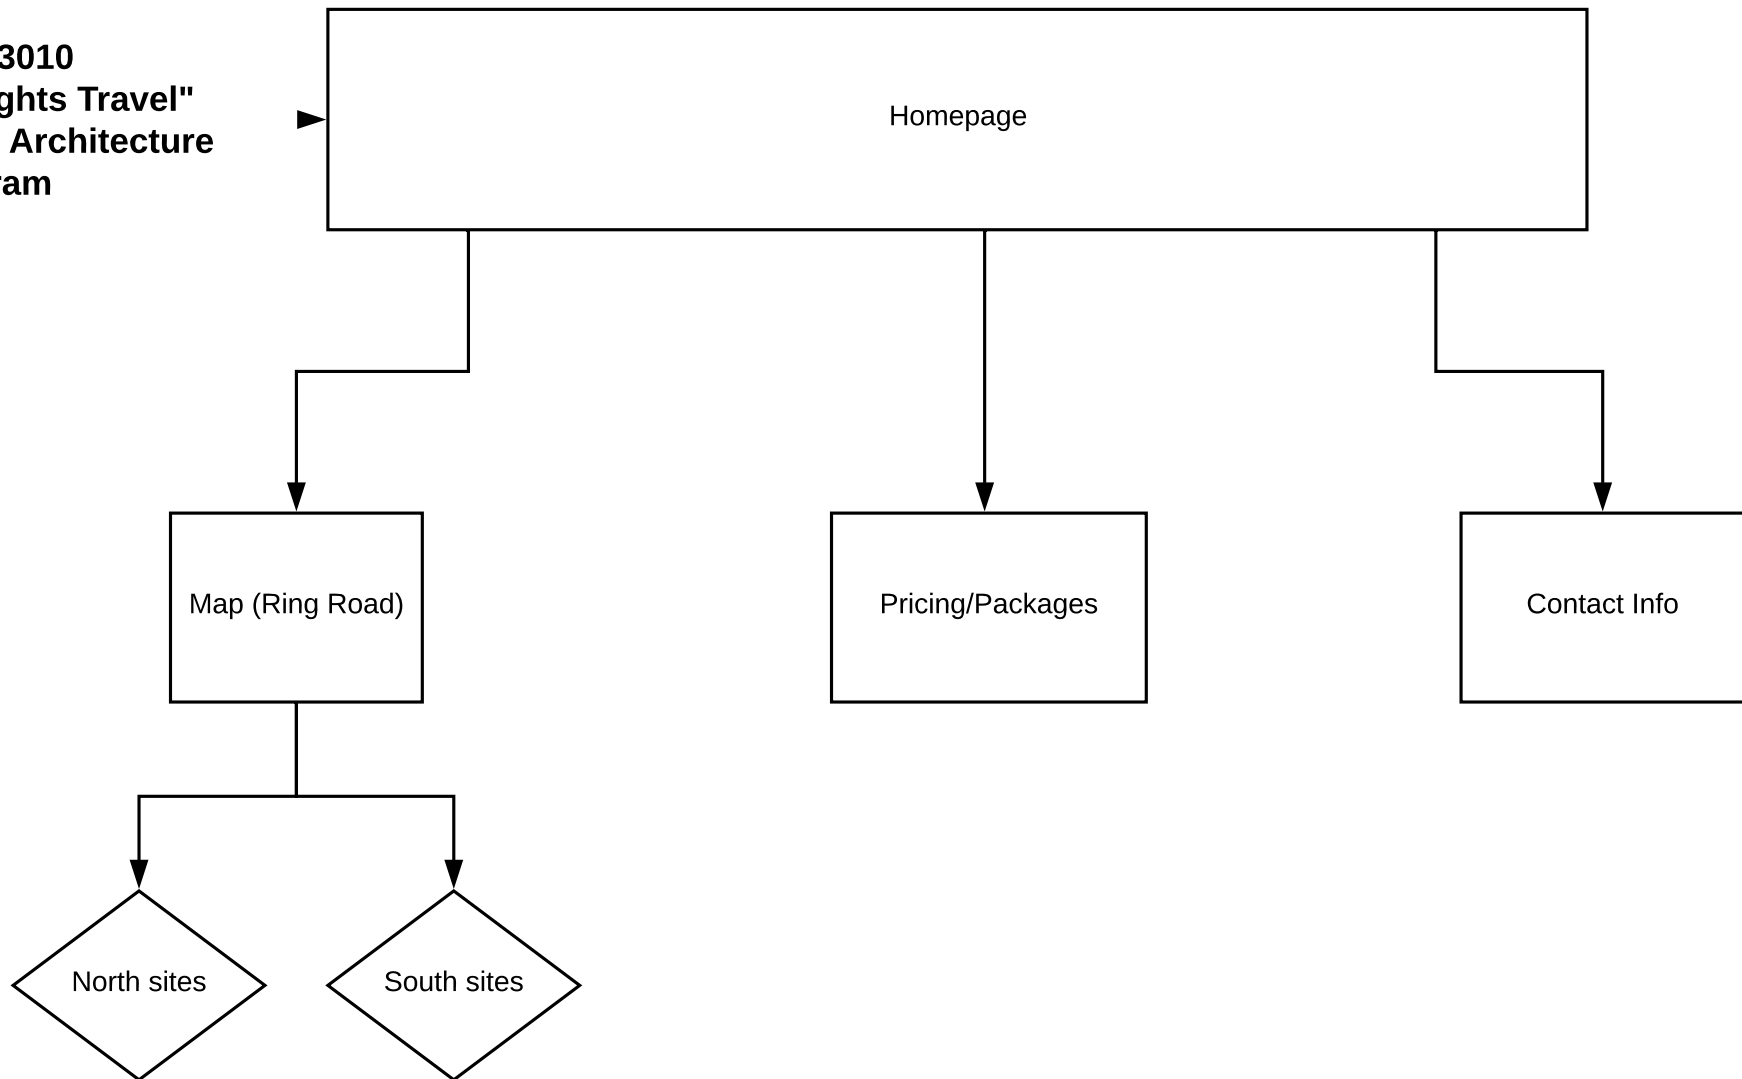 3010
ghts Travel"
Architecture
ram
Homepage
Map (Ring Road)
Pricing/Packages
Contact Info
North sites
South sites